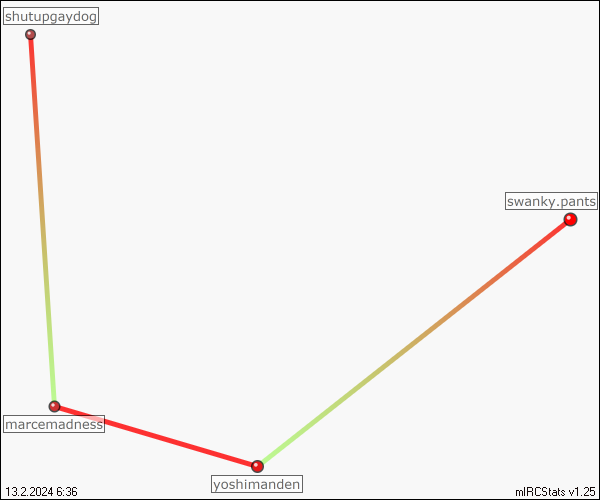 shutupgaydog
swanky.pants
marcemadness
yoshimanden
13.2.2024 6:36
mIRCStats v1.25